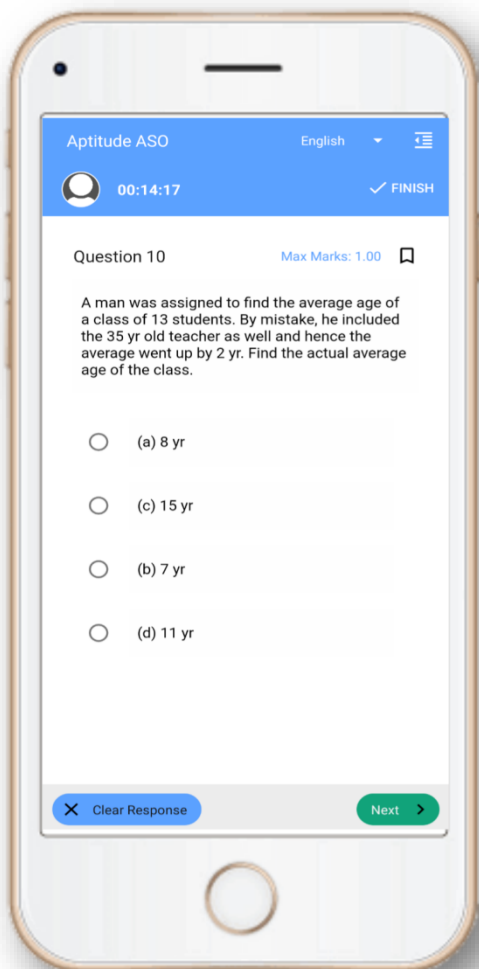 Aptitude ASO English
00:14:17 FINISH
Question 10 Max Marks: 1.00
A man was assigned to find the average age of
a class of 13 students. By mistake, he included
the 35 yr old teacher as well and hence the
average went up by 2 yr. Find the actual average
age of the class.
(a) 8 yr
(c) 15 yr
(b) 7 yr
(d) 11 yr
Clear Response Next